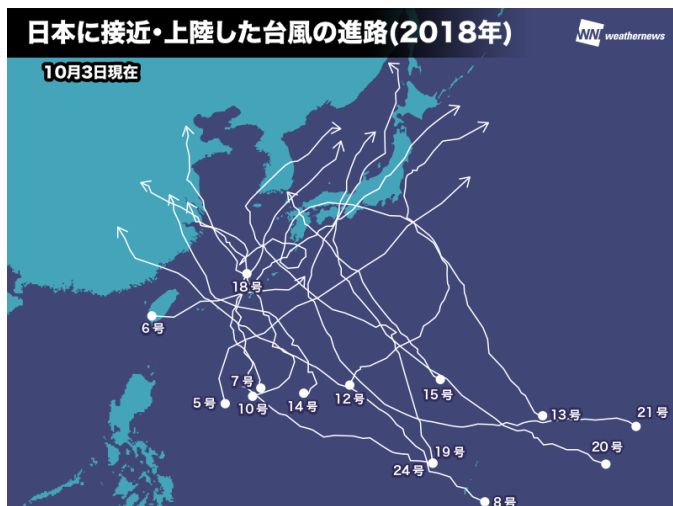 日本に接近・上陸した台風の進路(2018年)
WNI weathernews
10月3日現在
18号
6号
7号
5号
10号
14号
12号
15号
13号
21号
19号
20号
24号
8号